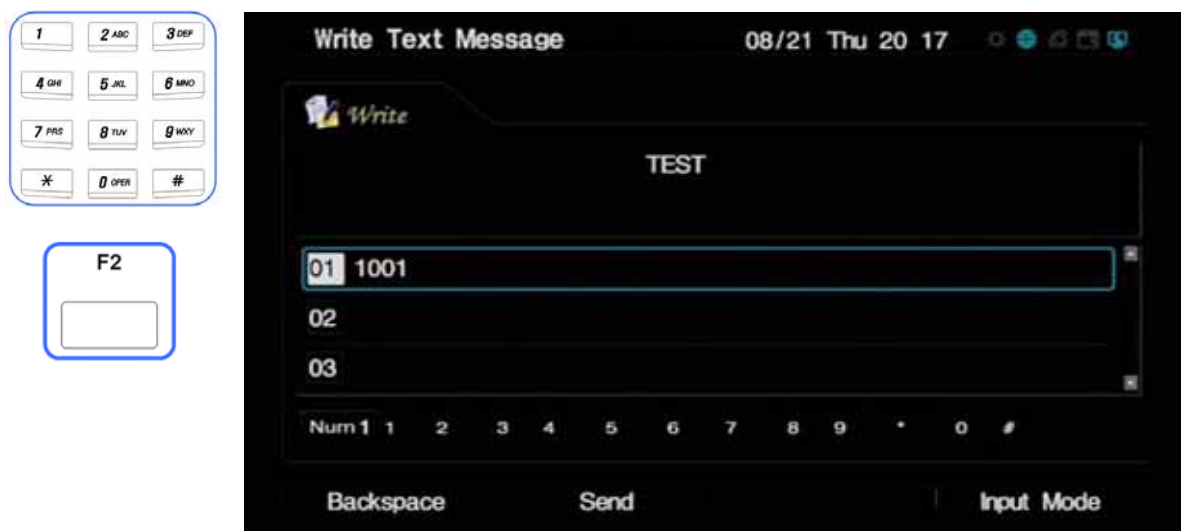 1 2 ABC 3 DEF
4 GHI 5 JKL 6 MNO
7 PRS 8 TUV 9 WXY
* 0 OPER #
F2
Write Text Message 08/21 Thu 20 17
Write
TEST
01 1001
02
03
Num 1 1 2 3 4 5 6 7 8 9 * 0 #
Backspace Send Input Mode